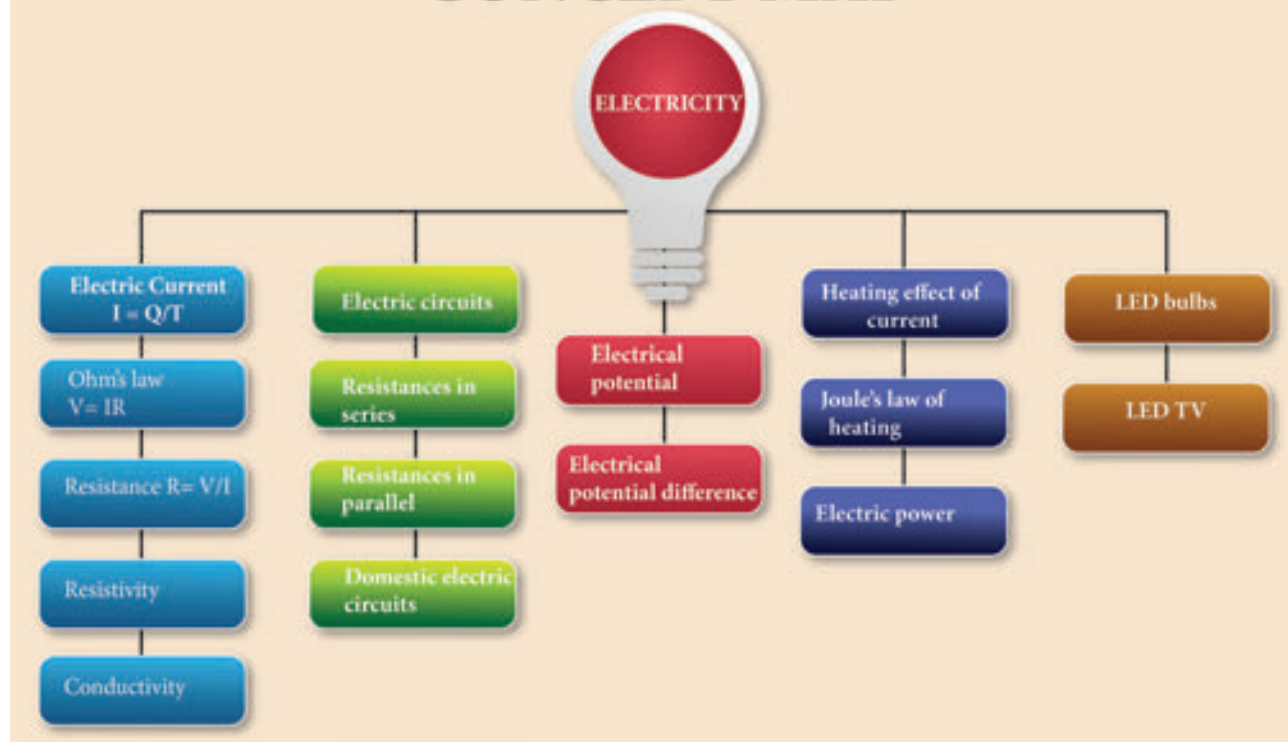 ELECTRICITY
Electric Current
I = Q/T
Ohm's law
V= IR
Resistance R= V/I
Resistivity
Conductivity
Electric circuits
Resistances in
series
Resistances in
parallel
Domestic electric
circuits
Electrical
potential
Electrical
potential difference
Heating effect of
current
Joule's law of
heating
Electric power
LED bulbs
LED TV